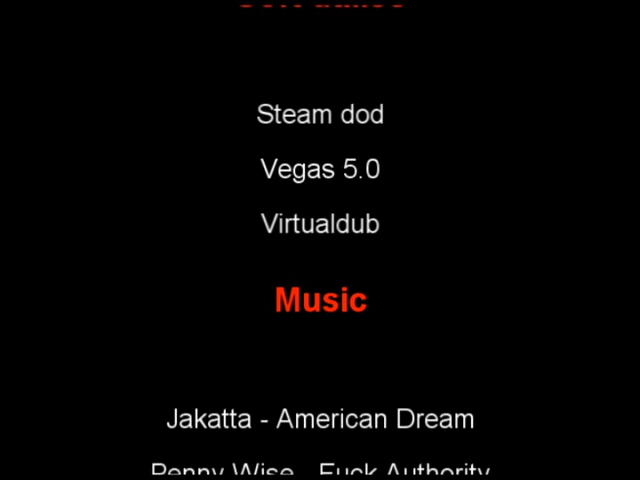 Steam dod
Vegas 5.0
Virtualdub
Music
Jakatta - American Dream
Penny Wise - Fuck Authority